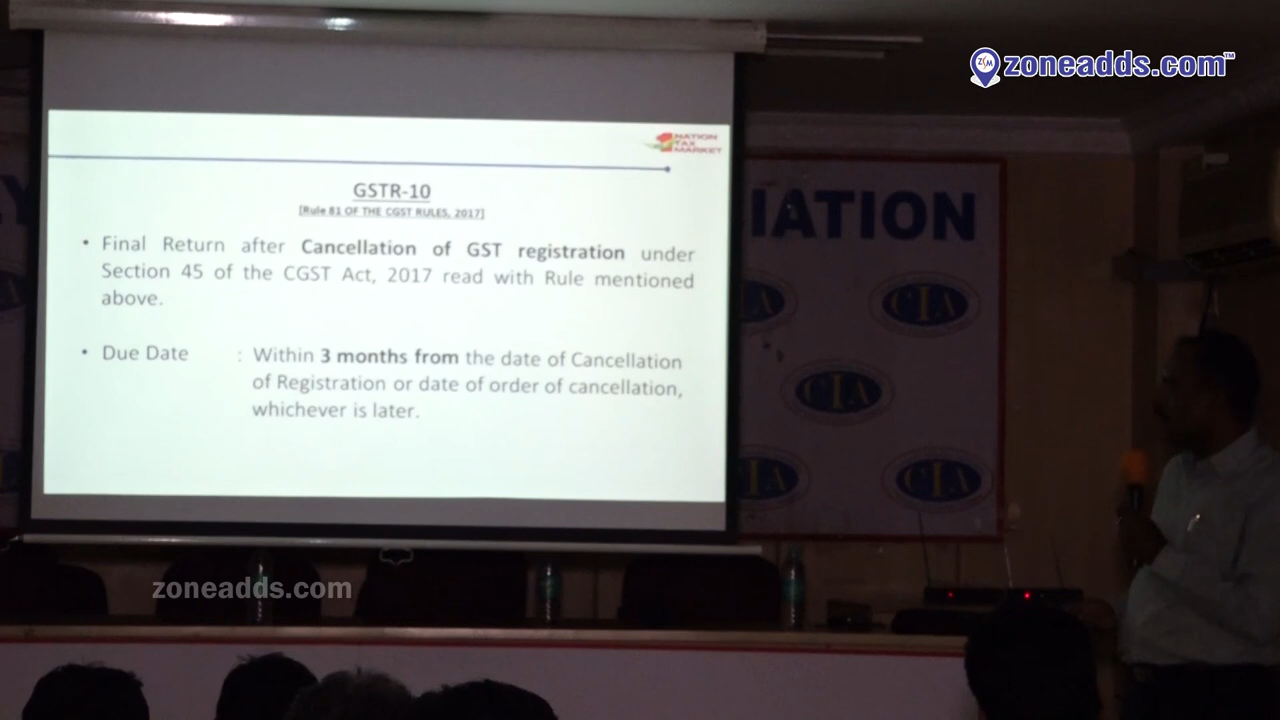 zoneadds.com™
1 NATION
TAX
MARKET
GSTR-10
[Rule 81 OF THE CGST RULES, 2017]
• Final Return after Cancellation of GST registration under
Section 45 of the CGST Act, 2017 read with Rule mentioned
above.
• Due Date : Within 3 months from the date of Cancellation
of Registration or date of order of cancellation,
whichever is later.
IATION
CIA
CIA
CIA
zoneadds.com